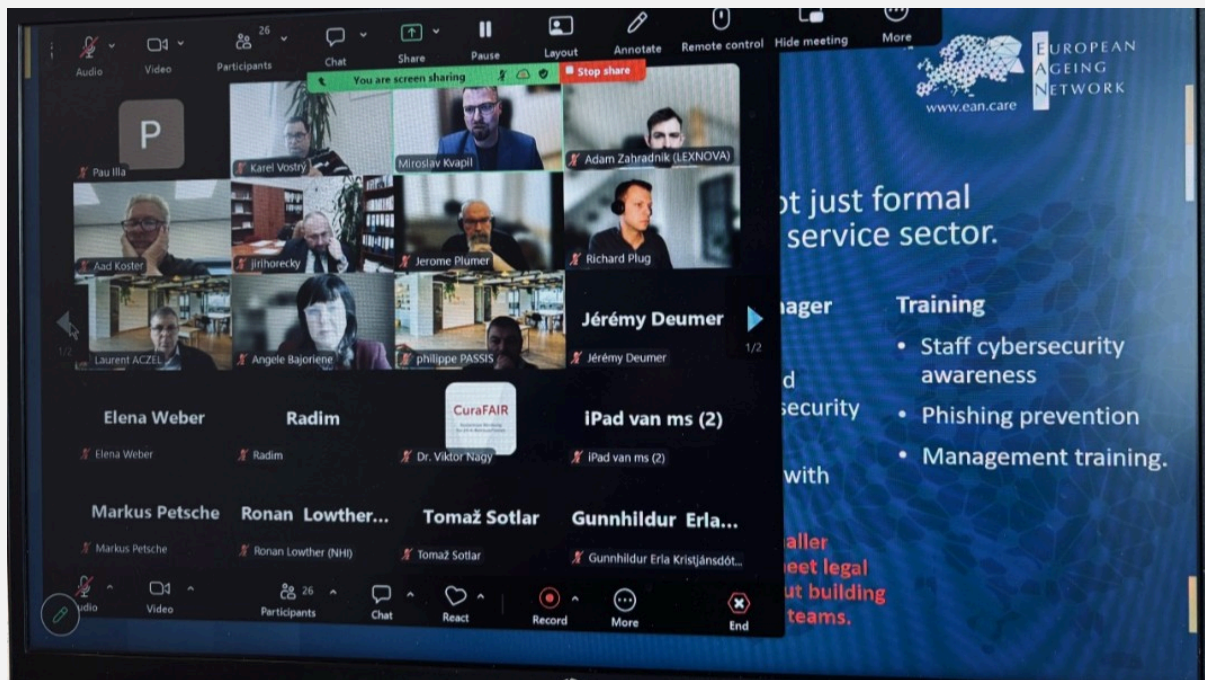 26
Audio
Video
Participants
Chat
Share
Pause
Layout
Annotate
Remote control
Hide meeting
More
You are screen sharing
Stop share
EUROPEAN
AGEING
NETWORK
www.ean.care
P
Pau Illa
Karel Vostrý
Miroslav Kvapil
Adam Zahradnik (LEXNOVA)
Aad Koster
jirihorecky
Jerome Plumer
Richard Plug
Laurent ACZEL
Angele Bajoriene
philippe PASSIS
Jérémy Deumer
Jérémy Deumer
1/2
1/2
Elena Weber
Elena Weber
Radim
Radim
CuraFAIR
Dr. Viktor Nagy
iPad van ms (2)
iPad van ms (2)
Markus Petsche
Markus Petsche
Ronan Lowther...
Ronan Lowther (NHI)
Tomaž Sotlar
Tomaž Sotlar
Gunnhildur Erla...
Gunnhildur Erla Kristjánsdót...
udio
Video
26
Participants
Chat
React
Record
More
End
ot just formal
service sector.
nager
d
security
with
aller
eet legal
ut building
teams.
Training
• Staff cybersecurity
awareness
• Phishing prevention
• Management training.